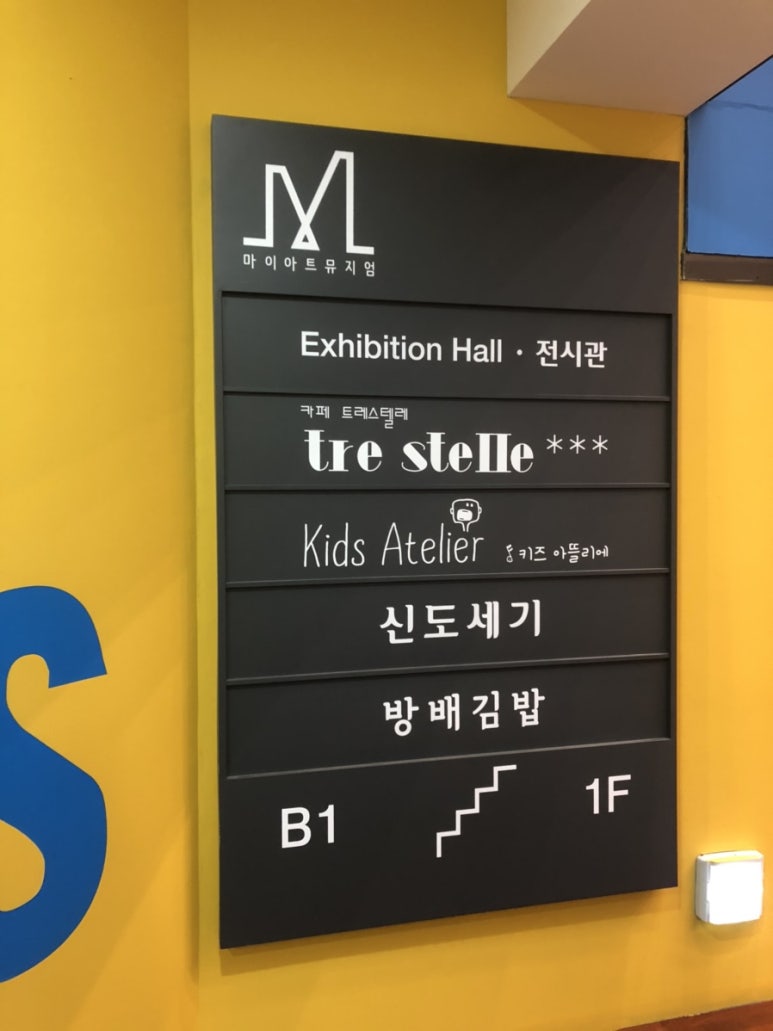 마이아트뮤지엄
Exhibition Hall · 전시관
카페 트레스텔레
tre stelle ***
Kids Atelier 키즈 아뜰리에
신도세기
방배김밥
B1 1F
S